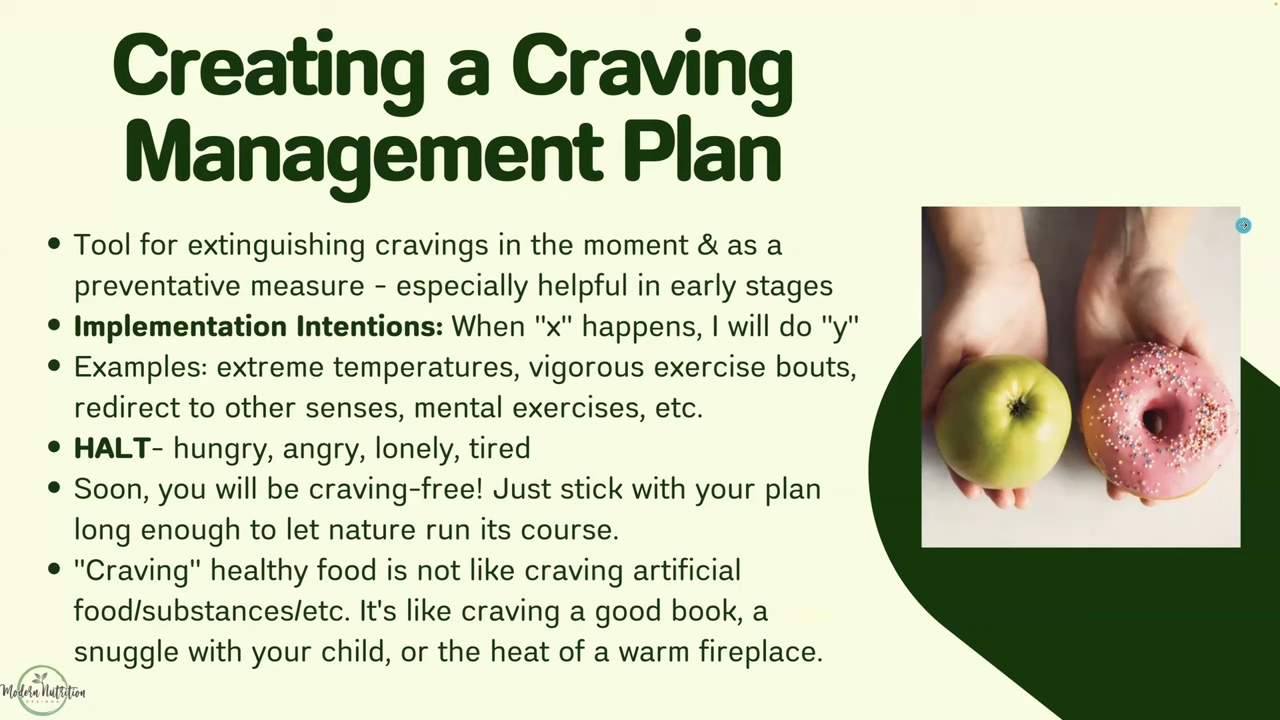 Creating a Craving
Management Plan
• Tool for extinguishing cravings in the moment & as a
preventative measure - especially helpful in early stages
• Implementation Intentions: When "x" happens, I will do "y"
• Examples: extreme temperatures, vigorous exercise bouts,
redirect to other senses, mental exercises, etc.
• HALT- hungry, angry, lonely, tired
• Soon, you will be craving-free! Just stick with your plan
long enough to let nature run its course.
• "Craving" healthy food is not like craving artificial
food/substances/etc. It's like craving a good book, a
snuggle with your child, or the heat of a warm fireplace.
Modern Nutrition
DESIGNS